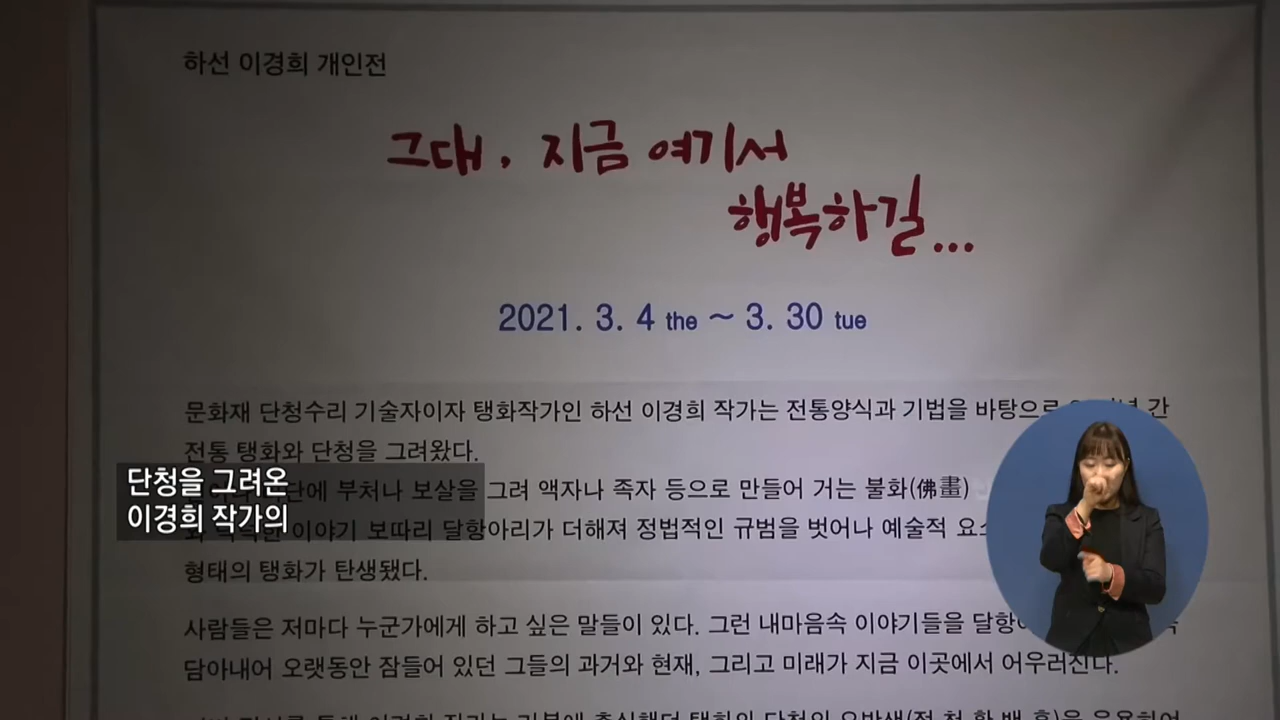 하선 이경희 개인전
그대, 지금 여기서
행복하길...
2021. 3. 4 the ~ 3. 30 tue
문화재 단청수리 기술자이자 탱화작가인 하선 이경희 작가는 전통양식과 기법을 바탕으로 간
전통 탱화와 단청을 그려왔다.
부처나 보살을 그려 액자나 족자 등으로 만들어 거는 불화(佛畫)
이야기 보따리 달항아리가 더해져 정법적인 규범을 벗어나 예술적
형태의 탱화가 탄생됐다.
사람들은 저마다 누군가에게 하고 싶은 말들이 있다. 그런 내마음속 이야기들을
담아내어 오랫동안 잠들어 있던 그들의 과거와 현재, 그리고 미래가 지금 이곳에서 어우러진다.
단청을 그려온
이경희 작가의